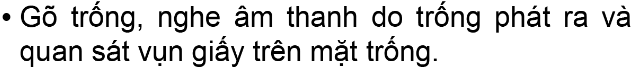 • Gõ trống, nghe âm thanh do trống phát ra và
quan sát vụn giấy trên mặt trống.